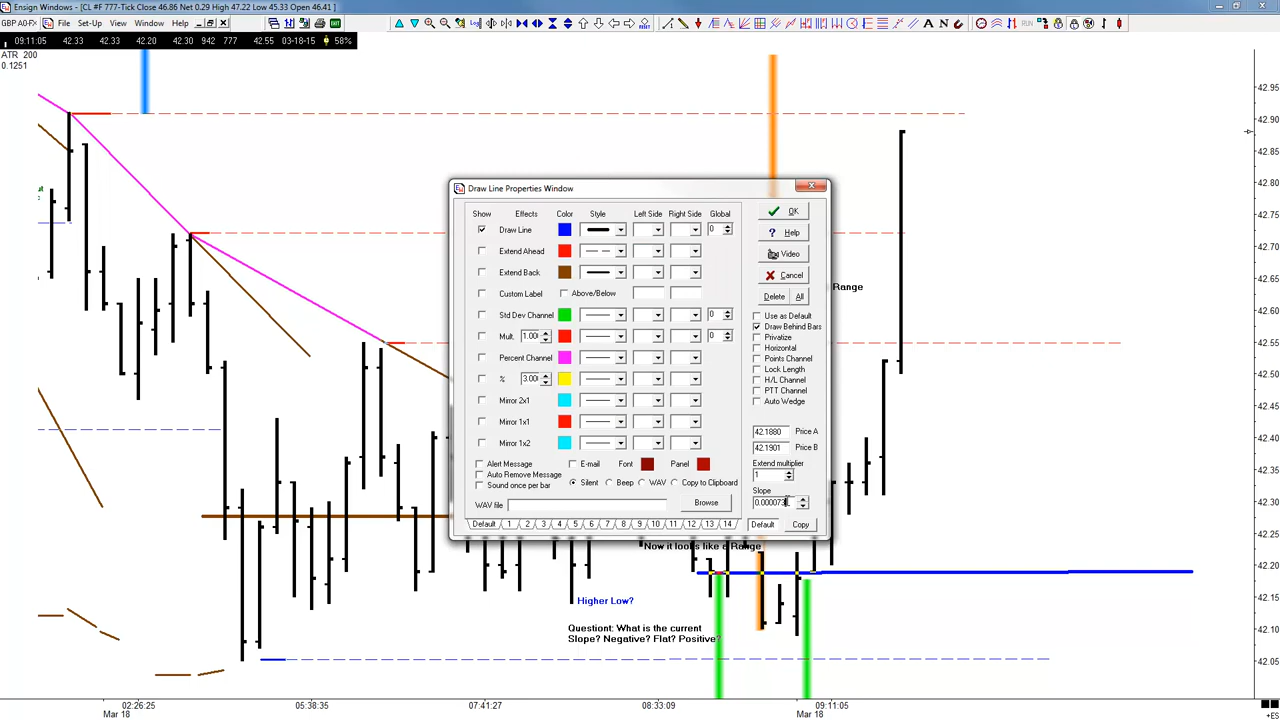 Ensign Windows - [CL #F 777-Tick Close 46.86 Net 0.29 High 47.22 Low 45.33 Open 46.41 ]
GBP A0-FX File Set-Up View Window Help
09:11:05 42.33 42.33 42.20 42.30 942 777 42.55 03-18-15 58%
ATR 200
0.1251
42.95
42.90
42.85
42.80
42.75
42.70
42.65
42.60
42.55
42.50
42.45
42.40
42.35
42.30
42.25
42.20
42.15
42.10
42.05
Draw Line Properties Window
Show Effects Color Style Left Side Right Side Global
Draw Line 0
Extend Ahead
Extend Back
Custom Label Above/Below
Std Dev Channel 0
Mult. 1.00 0
Percent Channel
% 3.00
Mirror 2x1
Mirror 1x1
Mirror 1x2
Alert Message E-mail Font Panel
Auto Remove Message
Sound once per bar Silent Beep WAV Copy to Clipboard
WAV file Browse
Default 1 2 3 4 5 6 7 8 9 10 11 12 13 14
OK
Help
Video
Cancel
Delete All
Use as Default
Draw Behind Bars
Privatize
Horizontal
Points Channel
Lock Length
H/L Channel
PTT Channel
Auto Wedge
42.1880 Price A
42.1901 Price B
Extend multiplier
1
Slope
0.000073
Default Copy
Range
Now it looks like a Range
Higher Low?
Questiont: What is the current
Slope? Negative? Flat? Positive?
02:26:25 05:38:35 07:41:27 08:33:09 09:11:05
Mar 18 Mar 18
+ES